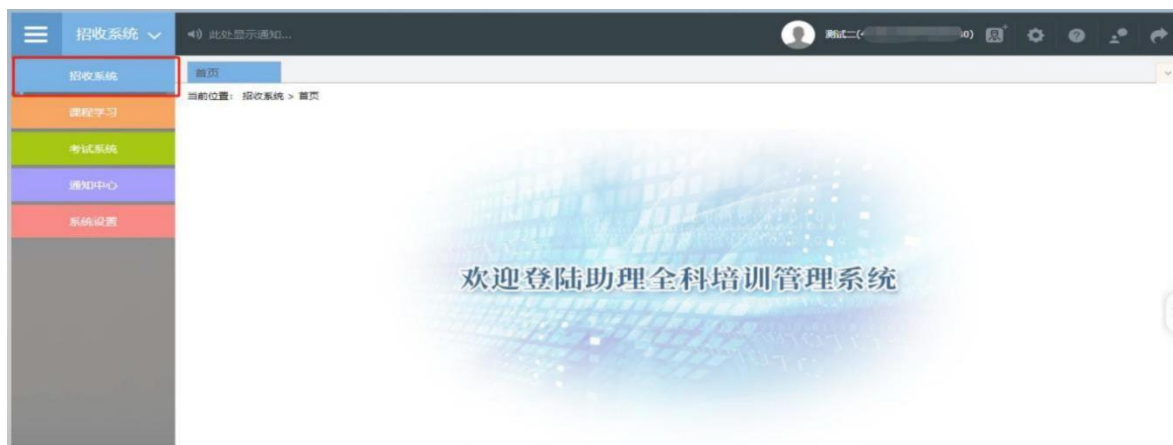 招收系统
此处显示通知...
测试二(
招收系统
首页
当前位置： 招收系统 > 首页
课程学习
考试系统
通知中心
系统设置
欢迎登陆助理全科培训管理系统